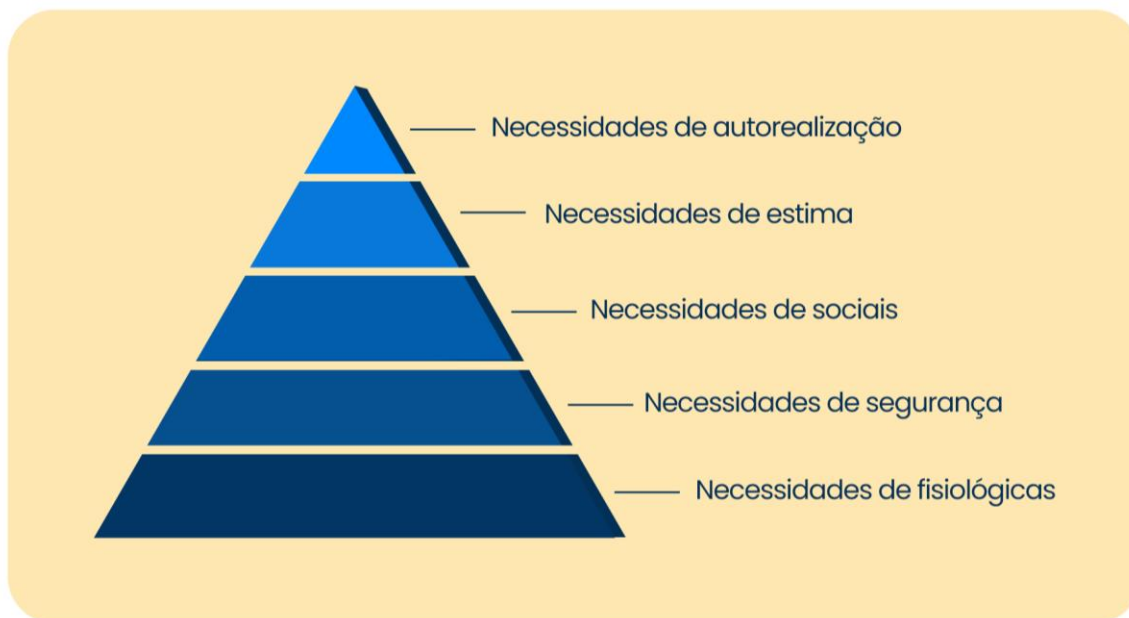 Necessidades de autorealização
Necessidades de estima
Necessidades de sociais
Necessidades de segurança
Necessidades de fisiológicas